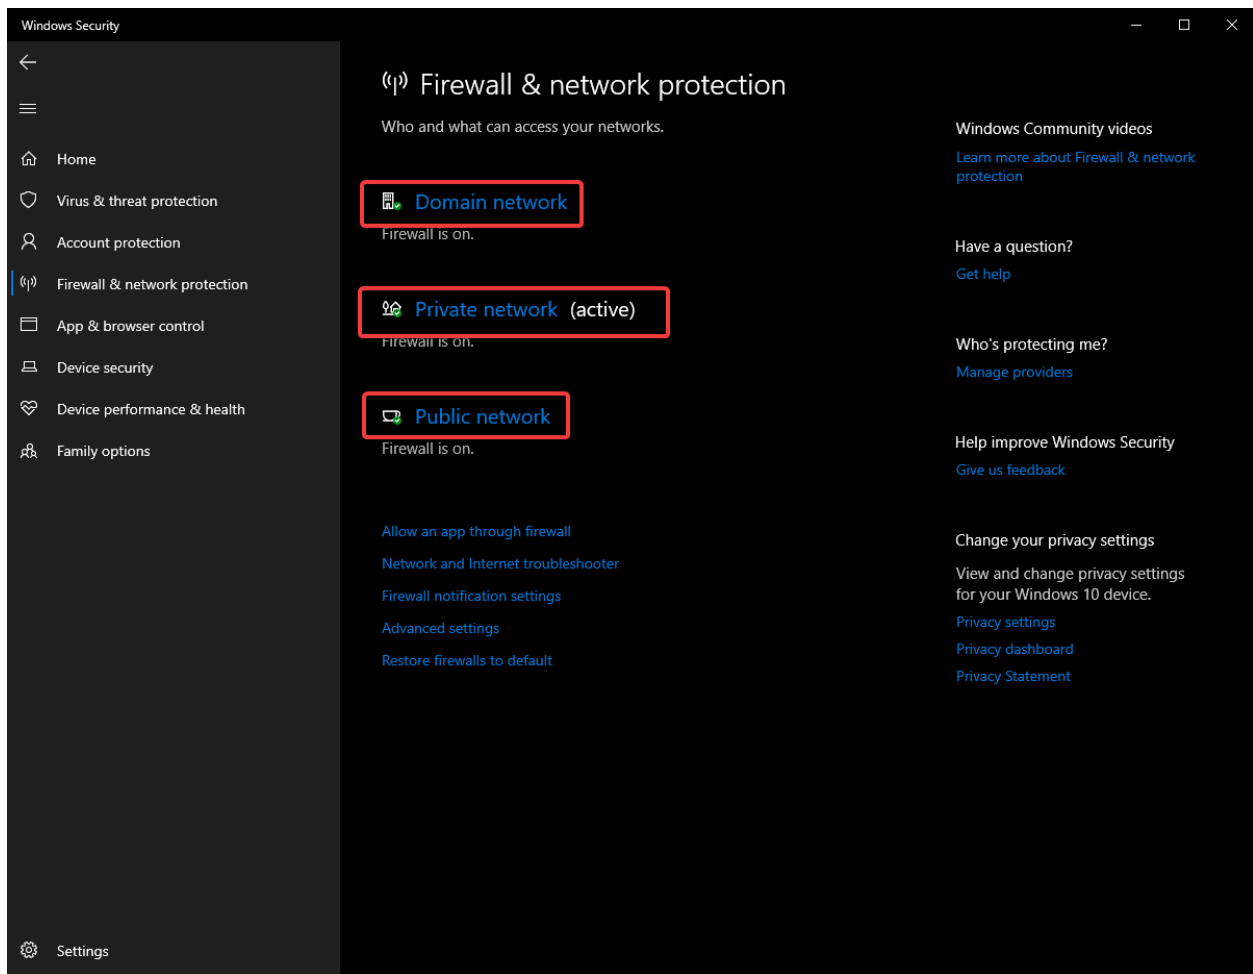 Windows Security
Home
Virus & threat protection
Account protection
Firewall & network protection
App & browser control
Device security
Device performance & health
Family options
Settings
Firewall & network protection
Who and what can access your networks.
Domain network
Firewall is on.
Private network (active)
Firewall is on.
Public network
Firewall is on.
Allow an app through firewall
Network and Internet troubleshooter
Firewall notification settings
Advanced settings
Restore firewalls to default
Windows Community videos
Learn more about Firewall & network
protection
Have a question?
Get help
Who's protecting me?
Manage providers
Help improve Windows Security
Give us feedback
Change your privacy settings
View and change privacy settings
for your Windows 10 device.
Privacy settings
Privacy dashboard
Privacy Statement